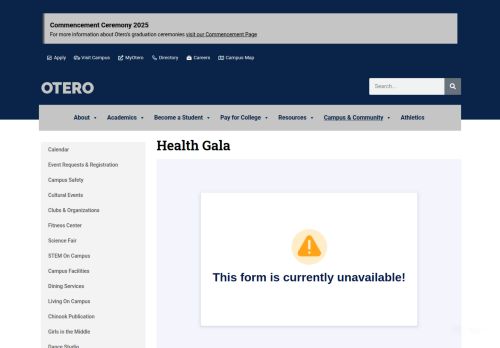 Commencement Ceremony 2025
For more information about Otero's graduation ceremonies visit our Commencement Page
Apply Visit Campus MyOtero Directory Careers Campus Map
OTERO
Search...
About Academics Become a Student Pay for College Resources Campus & Community Athletics
Health Gala
Calendar
Event Requests & Registration
Campus Safety
Cultural Events
Clubs & Organizations
Fitness Center
Science Fair
STEM On Campus
Campus Facilities
Dining Services
Living On Campus
Chinook Publication
Girls in the Middle
Dance Studio
This form is currently unavailable!